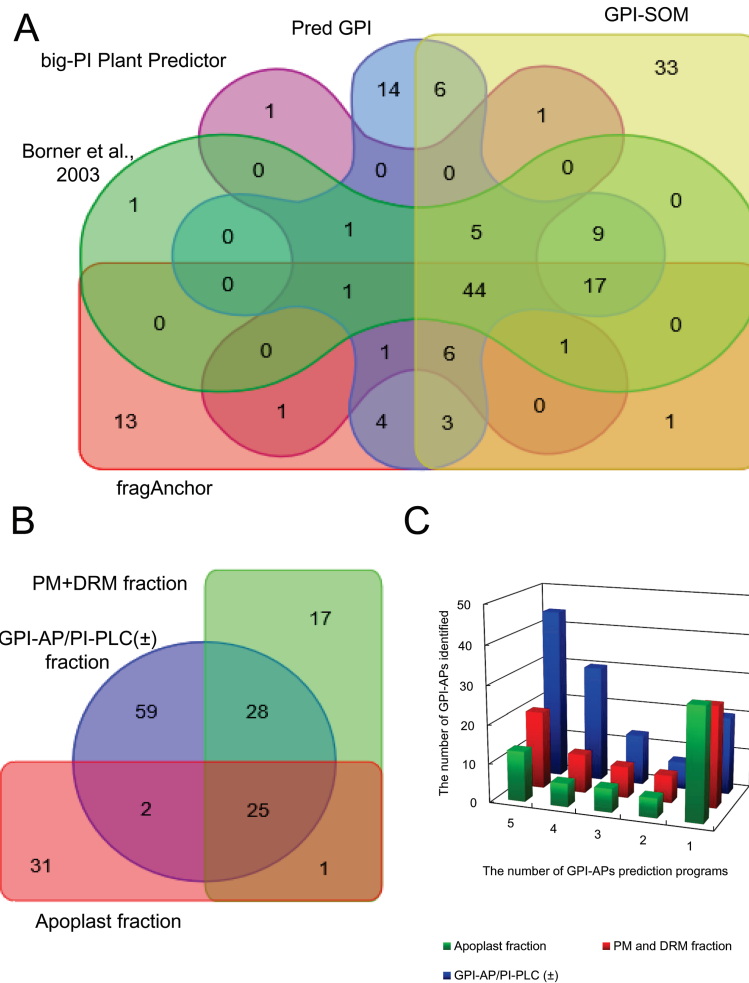 A
Pred GPI
GPI-SOM
big-PI Plant Predictor
Borner et al.,
2003
14
6
33
1
1
0
0
0
0
1
0
0
1
5
9
0
1
44
17
0
0
0
1
6
1
13
1
4
3
0
1
fragAnchor
B
PM+DRM fraction
GPI-AP/PI-PLC(±)
fraction
17
59
28
2
25
31
1
Apoplast fraction
C
The number of GPI-APs identified
50
40
30
20
10
0
5
4
3
2
1
The number of GPI-APs prediction programs
Apoplast fraction
PM and DRM fraction
GPI-AP/PI-PLC (±)